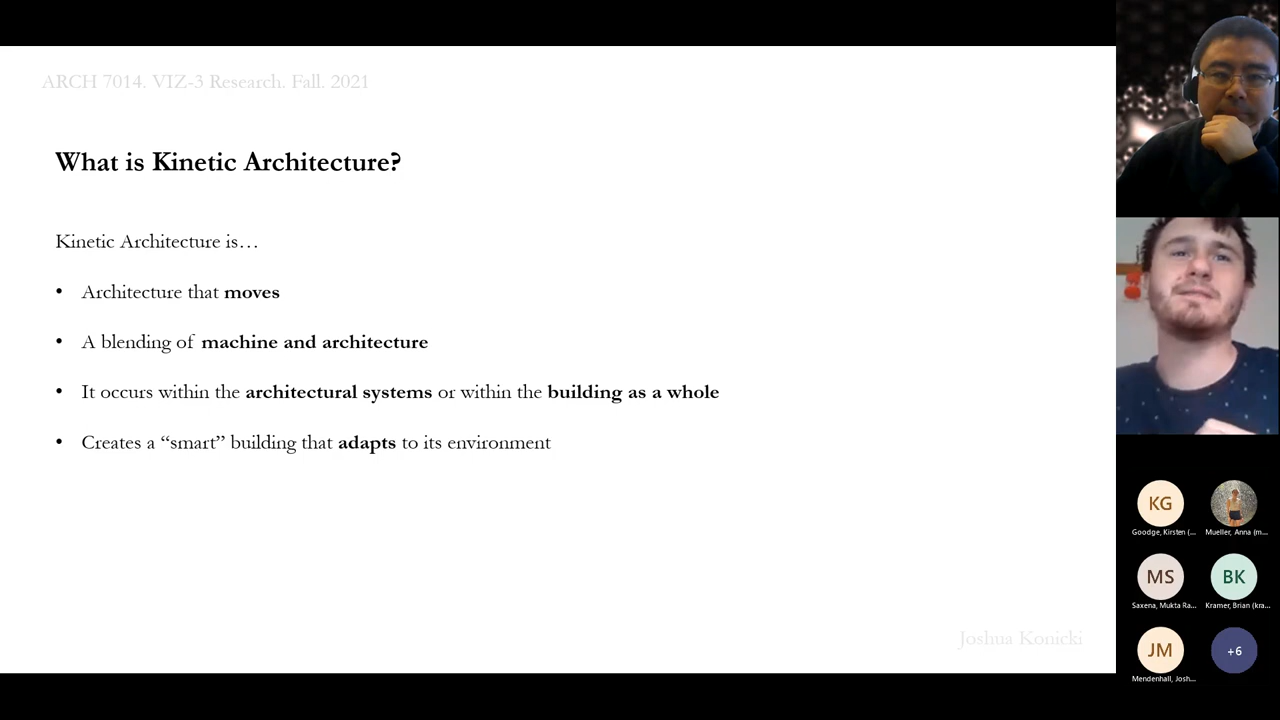 ARCH 7014. VIZ-3 Research. Fall. 2021
What is Kinetic Architecture?
Kinetic Architecture is…
• Architecture that moves
• A blending of machine and architecture
• It occurs within the architectural systems or within the building as a whole
• Creates a “smart” building that adapts to its environment
Joshua Konicki
KG
Goodge, Kirsten (...
Mueller, Anna (m...
MS
BK
Saxena, Mukta Ra...
Kramer, Brian (kra...
JM
+6
Mendenhall, Josh...